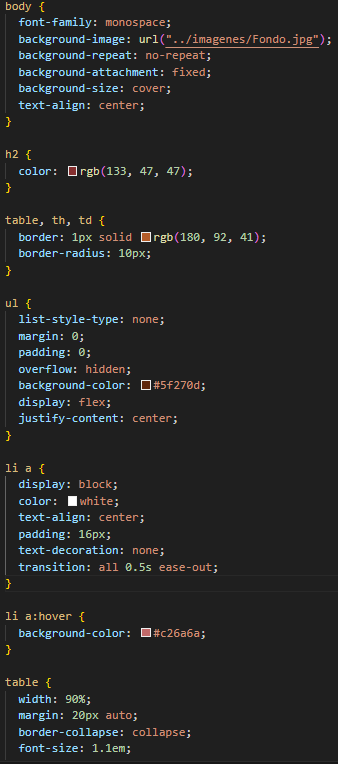 body {
font-family: monospace;
background-image: url("../imagenes/Fondo.jpg");
background-repeat: no-repeat;
background-attachment: fixed;
background-size: cover;
text-align: center;
}
h2 {
color: rgb(133, 47, 47);
}
table, th, td {
border: 1px solid rgb(180, 92, 41);
border-radius: 10px;
}
ul {
list-style-type: none;
margin: 0;
padding: 0;
overflow: hidden;
background-color: #5f270d;
display: flex;
justify-content: center;
}
li a {
display: block;
color: white;
text-align: center;
padding: 16px;
text-decoration: none;
transition: all 0.5s ease-out;
}
li a:hover {
background-color: #c26a6a;
}
table {
width: 90%;
margin: 20px auto;
border-collapse: collapse;
font-size: 1.1em;